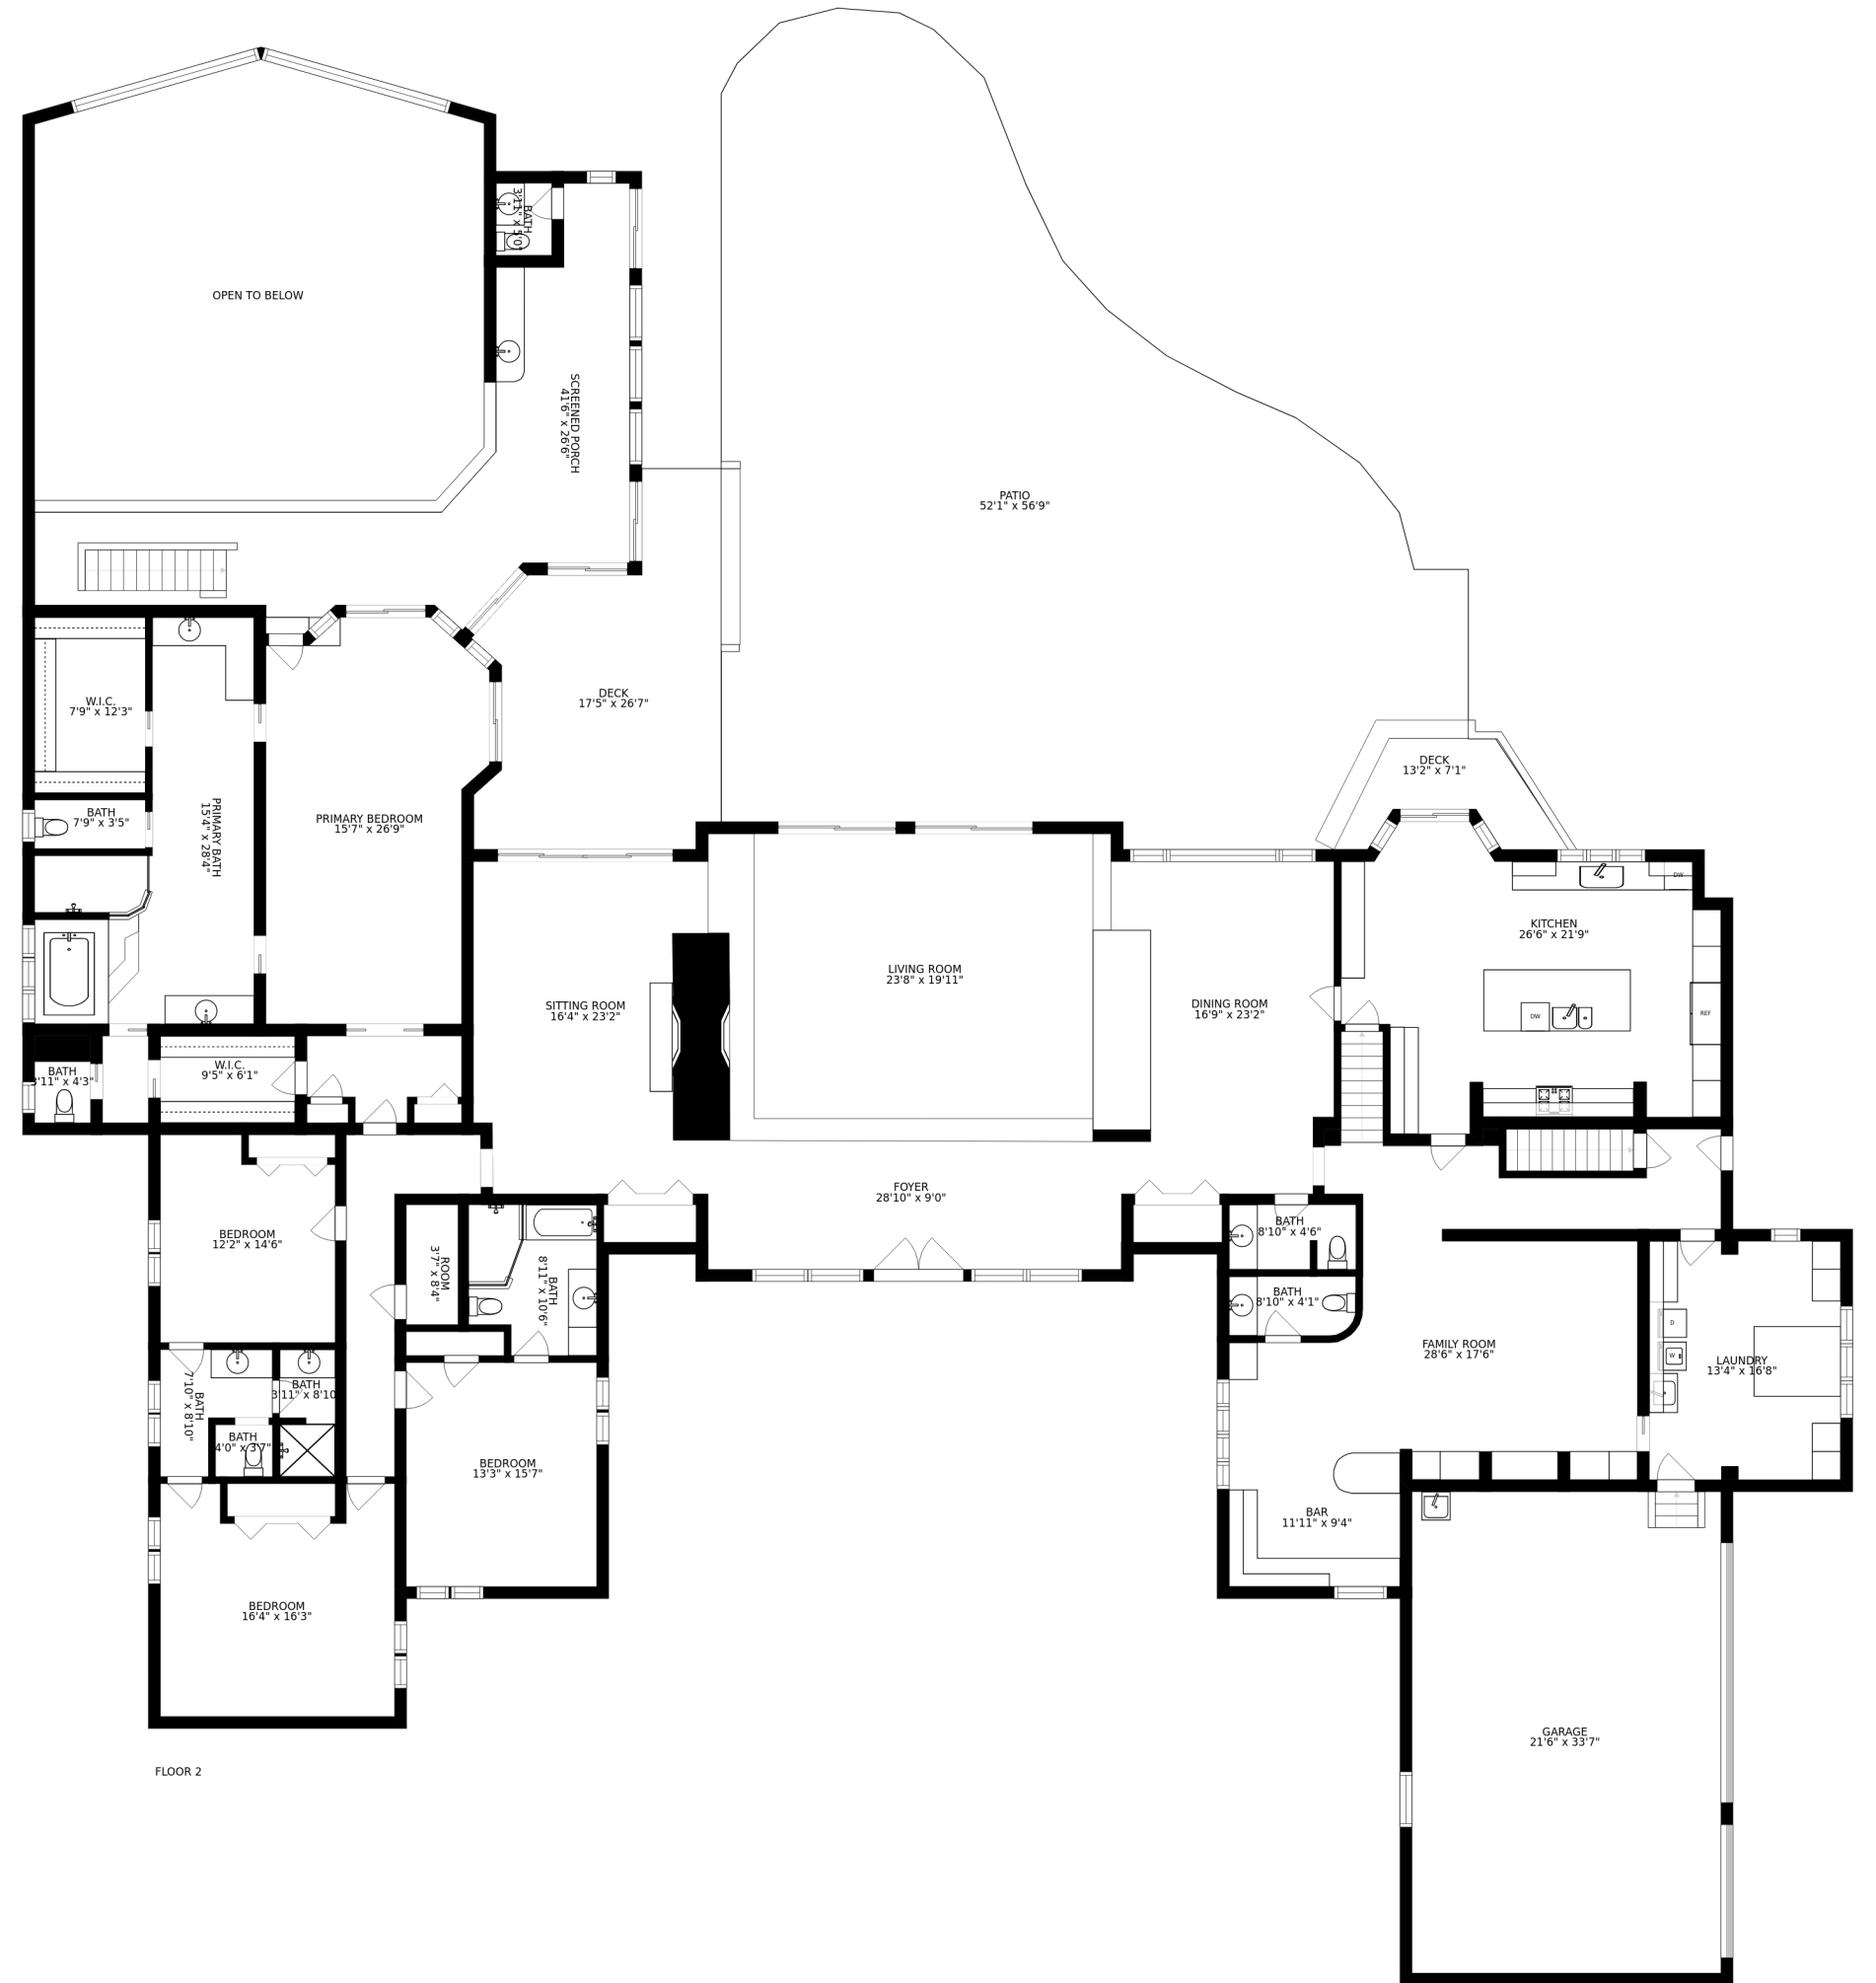 OPEN TO BELOW
BATH
3'11" x 5'0"
SCREENED PORCH
41'6" x 26'6"
PATIO
52'1" x 56'9"
DECK
17'5" x 26'7"
W.I.C.
7'9" x 12'3"
DECK
13'2" x 7'1"
BATH
7'9" x 3'5"
PRIMARY BATH
15'4" x 28'4"
PRIMARY BEDROOM
15'7" x 26'9"
DW
KITCHEN
26'6" x 21'9"
LIVING ROOM
23'8" x 19'11"
SITTING ROOM
16'4" x 23'2"
DINING ROOM
16'9" x 23'2"
DW
REF
BATH
3'11" x 4'3"
W.I.C.
9'5" x 6'1"
FOYER
28'10" x 9'0"
BEDROOM
12'2" x 14'6"
ROOM
3'7" x 8'4"
BATH
8'11" x 10'6"
BATH
8'10" x 4'6"
BATH
8'10" x 4'1"
FAMILY ROOM
28'6" x 17'6"
D
W
LAUNDRY
13'4" x 16'8"
BATH
7'10" x 8'10"
BATH
3'11" x 8'10"
BATH
4'0" x 3'7"
BEDROOM
13'3" x 15'7"
BAR
11'11" x 9'4"
BEDROOM
16'4" x 16'3"
GARAGE
21'6" x 33'7"
FLOOR 2